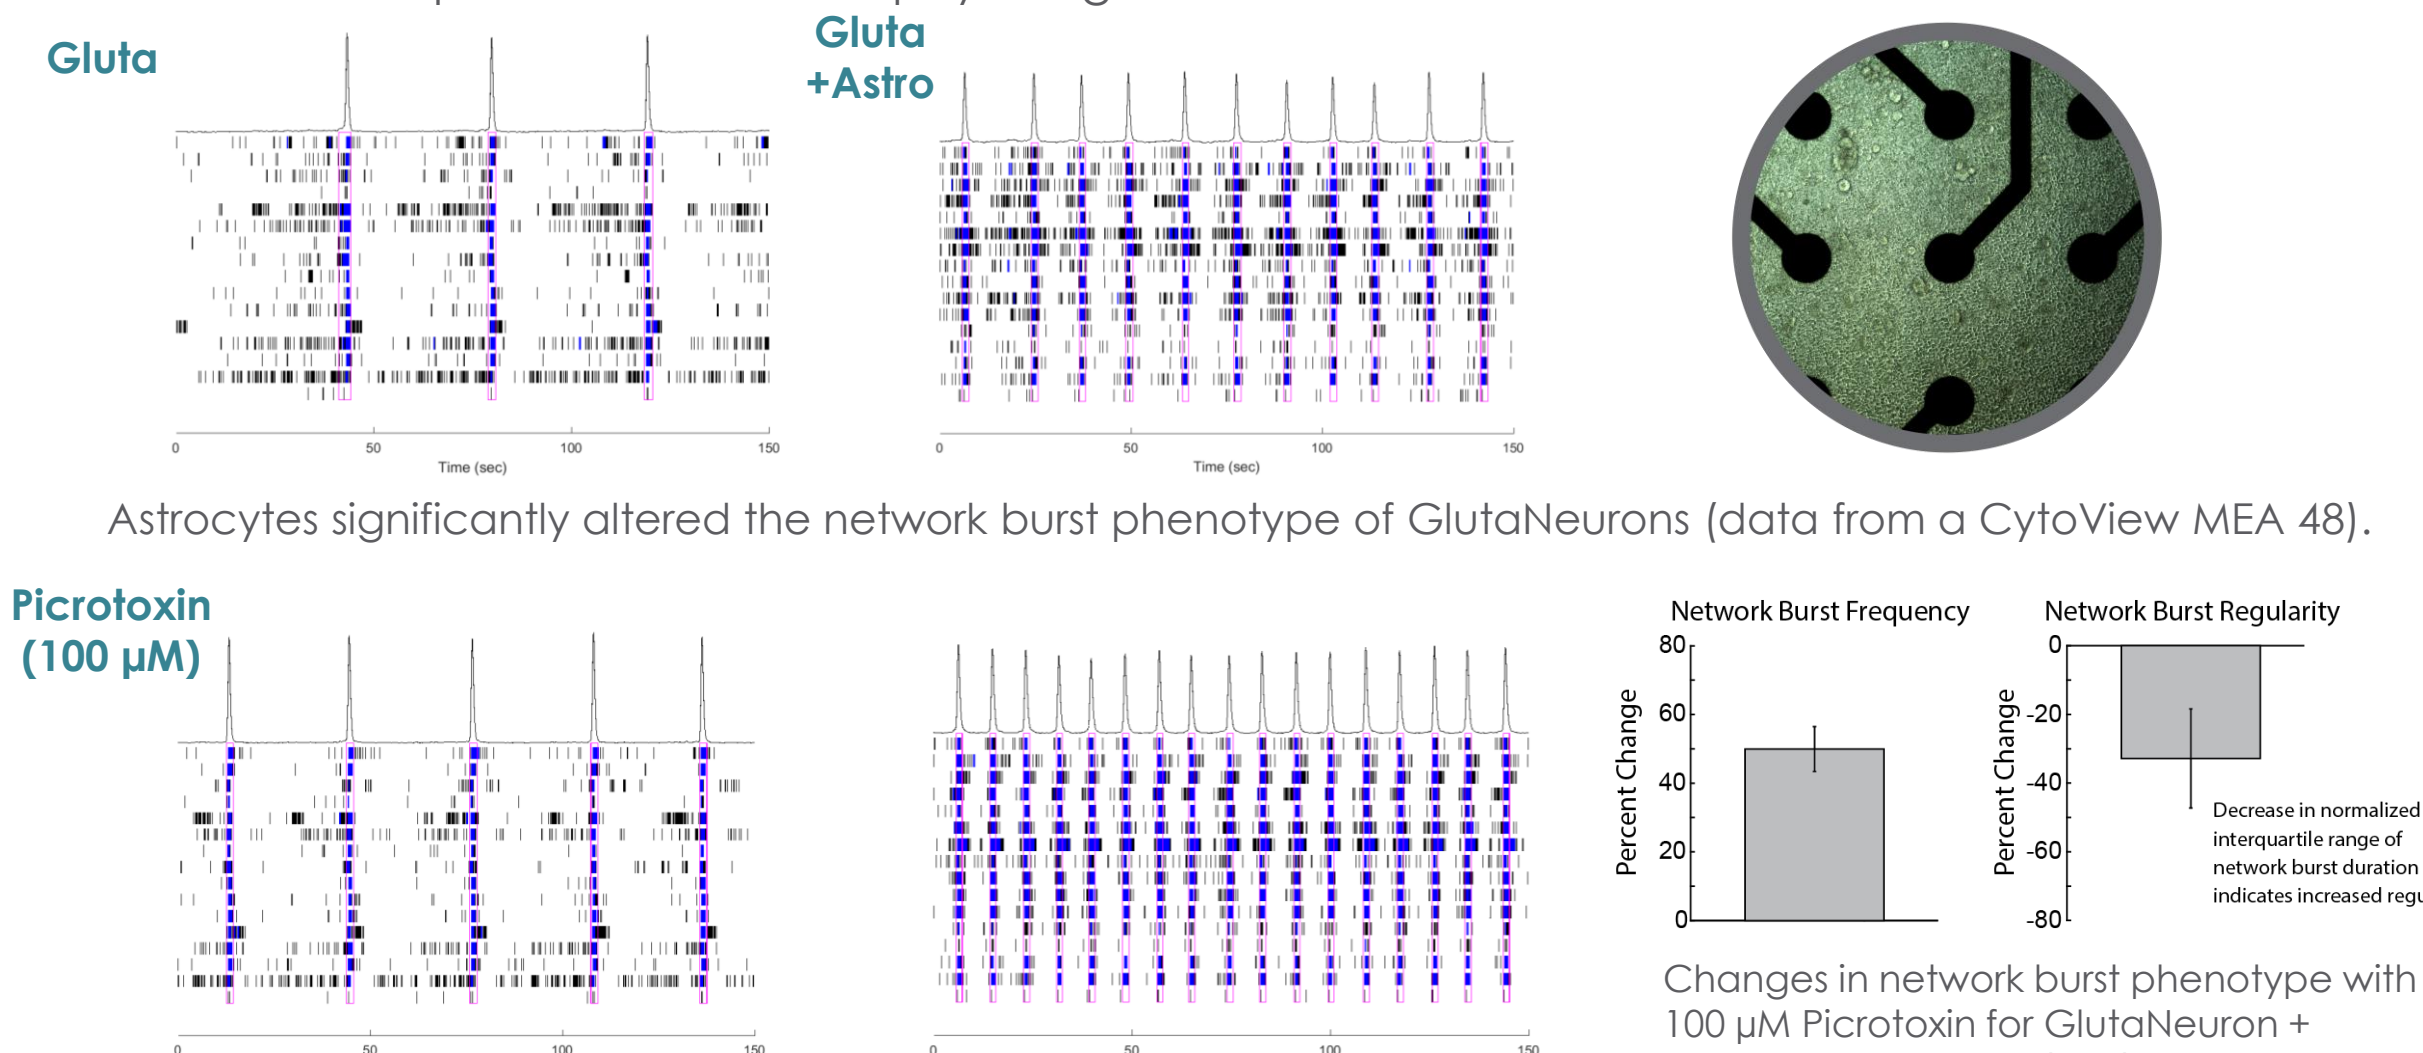 Gluta
Gluta
+Astro
0
50
100
150
Time (sec)
0
50
100
150
Time (sec)
Astrocytes significantly altered the network burst phenotype of GlutaNeurons (data from a CytoView MEA 48).
Picrotoxin
(100 µM)
0
50
100
150
0
50
100
150
Network Burst Frequency
Percent Change
80
60
40
20
0
Network Burst Regularity
Percent Change
0
-20
-40
-60
-80
Decrease in normalized
interquartile range of
network burst duration
indicates increased regu
Changes in network burst phenotype with
100 µM Picrotoxin for GlutaNeuron +